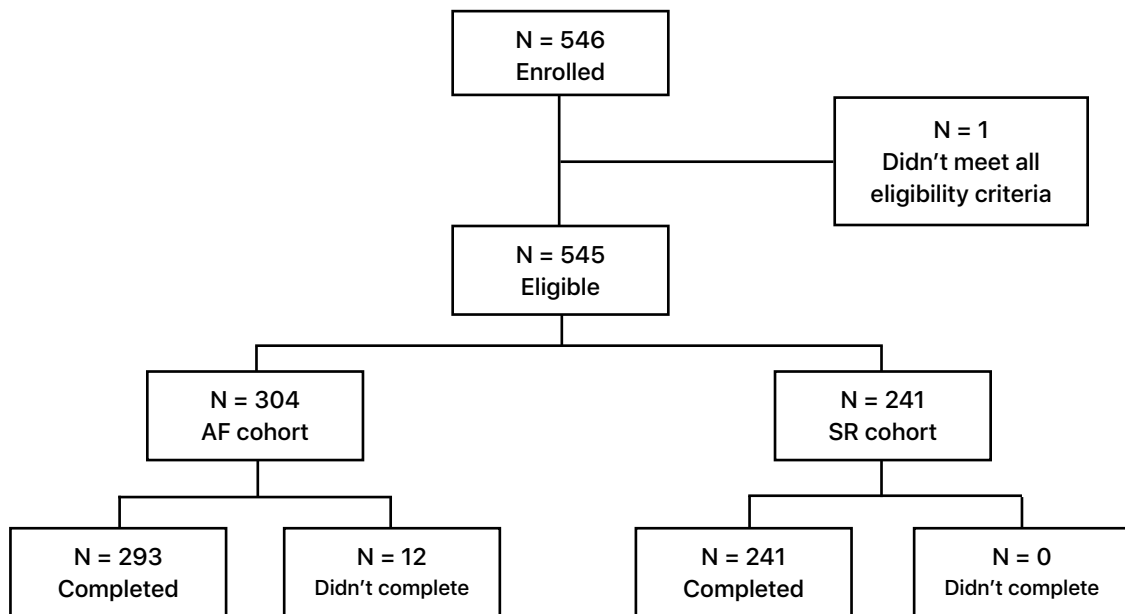 N = 546
Enrolled
N = 1
Didn’t meet all
eligibility criteria
N = 545
Eligible
N = 304
AF cohort
N = 241
SR cohort
N = 293
Completed
N = 12
Didn’t complete
N = 241
Completed
N = 0
Didn’t complete